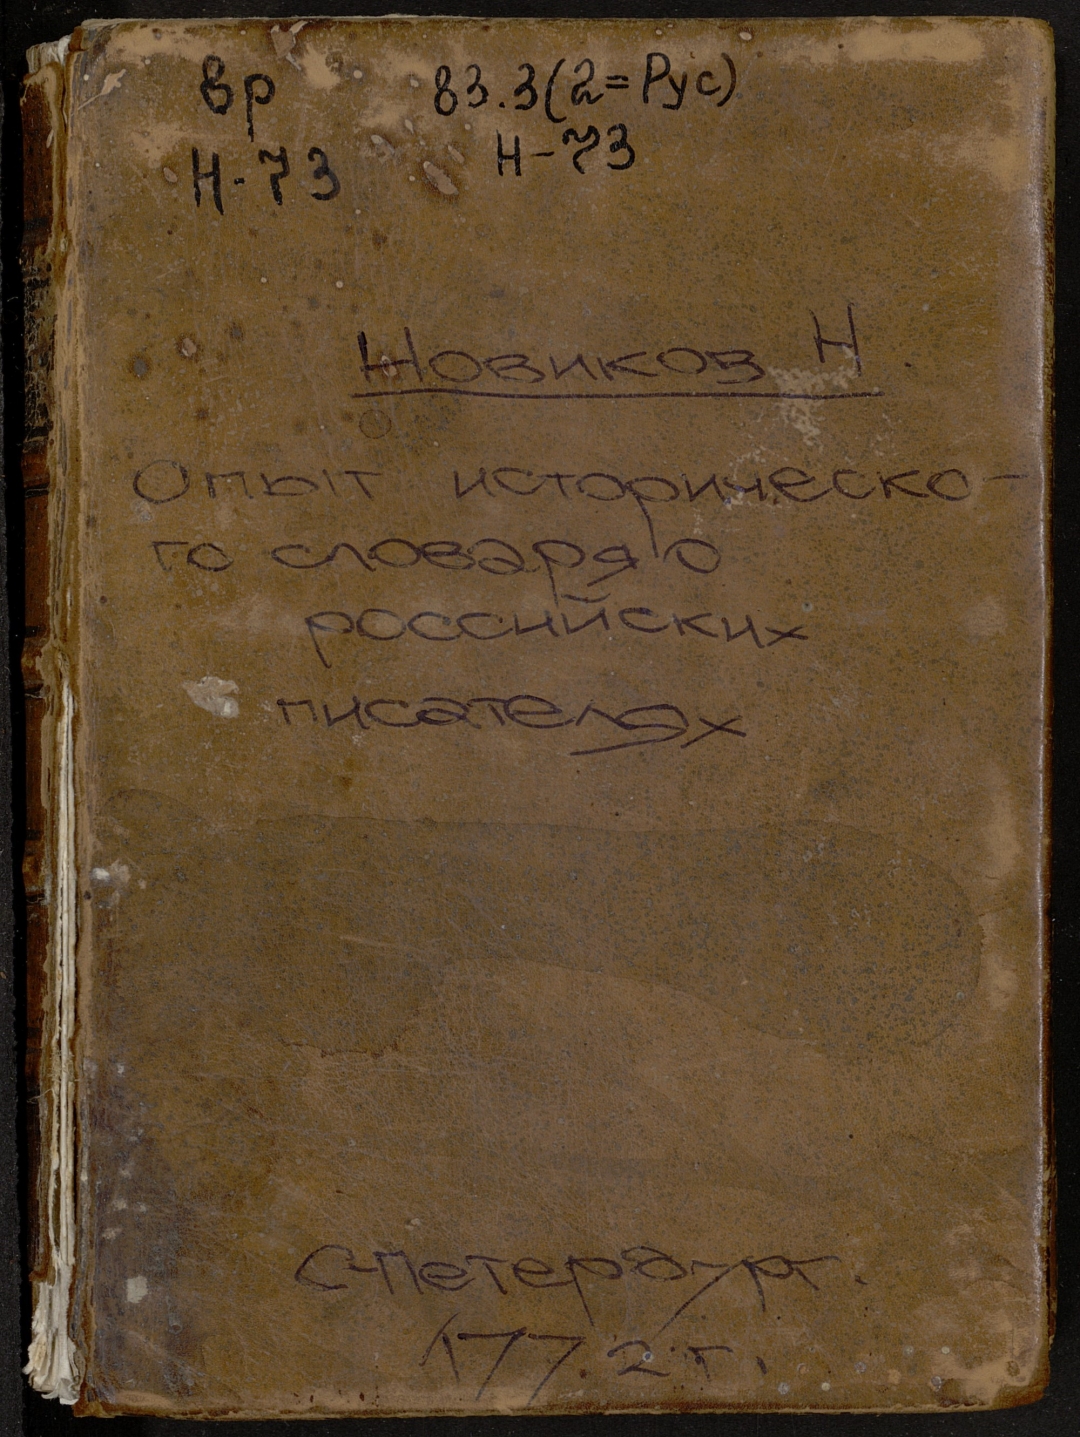 вр 83.3(2=Рус)
Н-73 Н-73
Новиков Н.
Опыт историческо-
го словаря о
российских
писателях
С-Петербург.
1772 г.